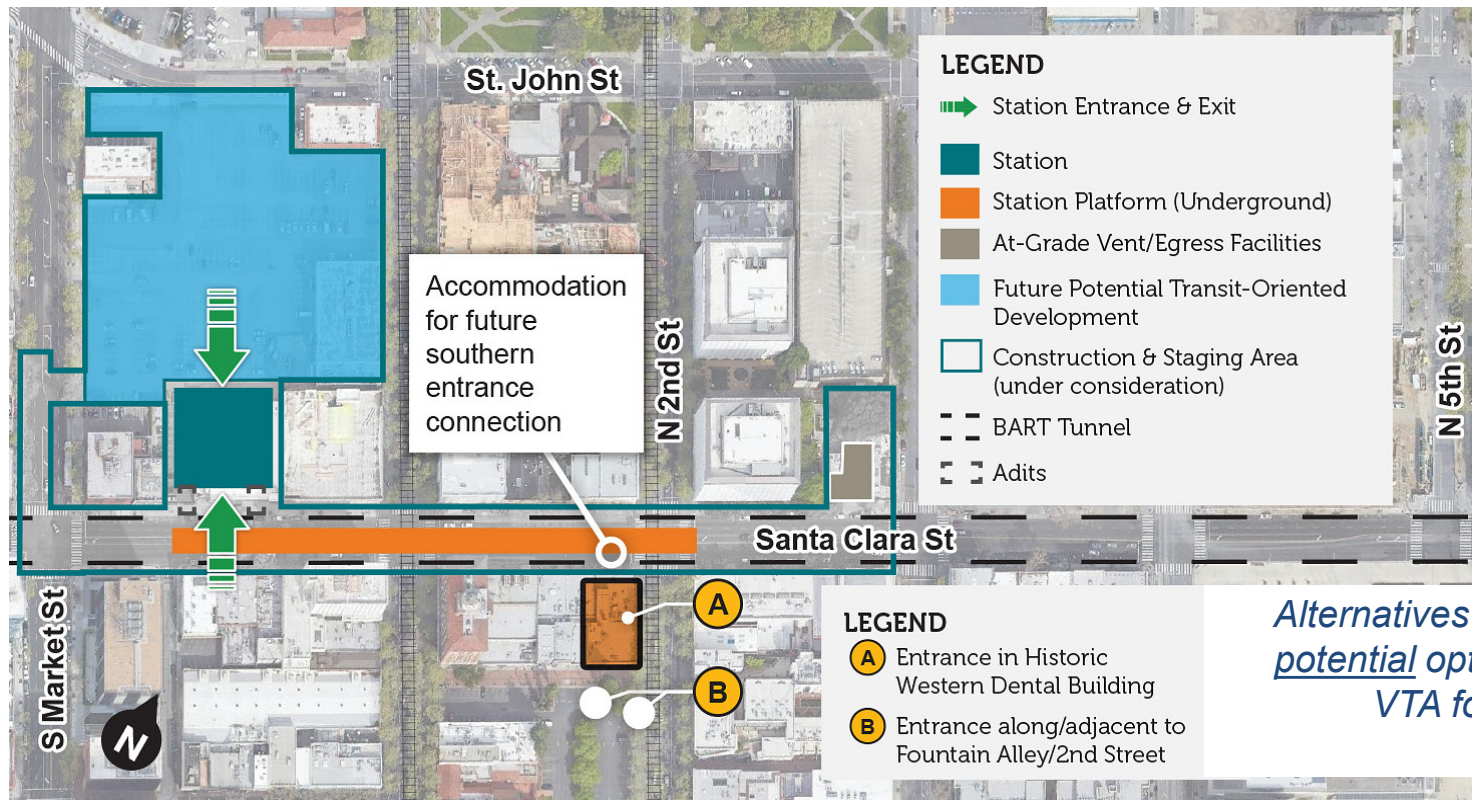 St. John St
LEGEND
Station Entrance & Exit
Station
Station Platform (Underground)
At-Grade Vent/Egress Facilities
Future Potential Transit-Oriented
Development
Construction & Staging Area
(under consideration)
BART Tunnel
Adits
Accommodation
for future
southern
entrance
connection
N 2nd St
N 5th St
Santa Clara St
S Market St
N
A
B
LEGEND
A Entrance in Historic
Western Dental Building
B Entrance along/adjacent to
Fountain Alley/2nd Street
Alternatives
potential opt
VTA fo